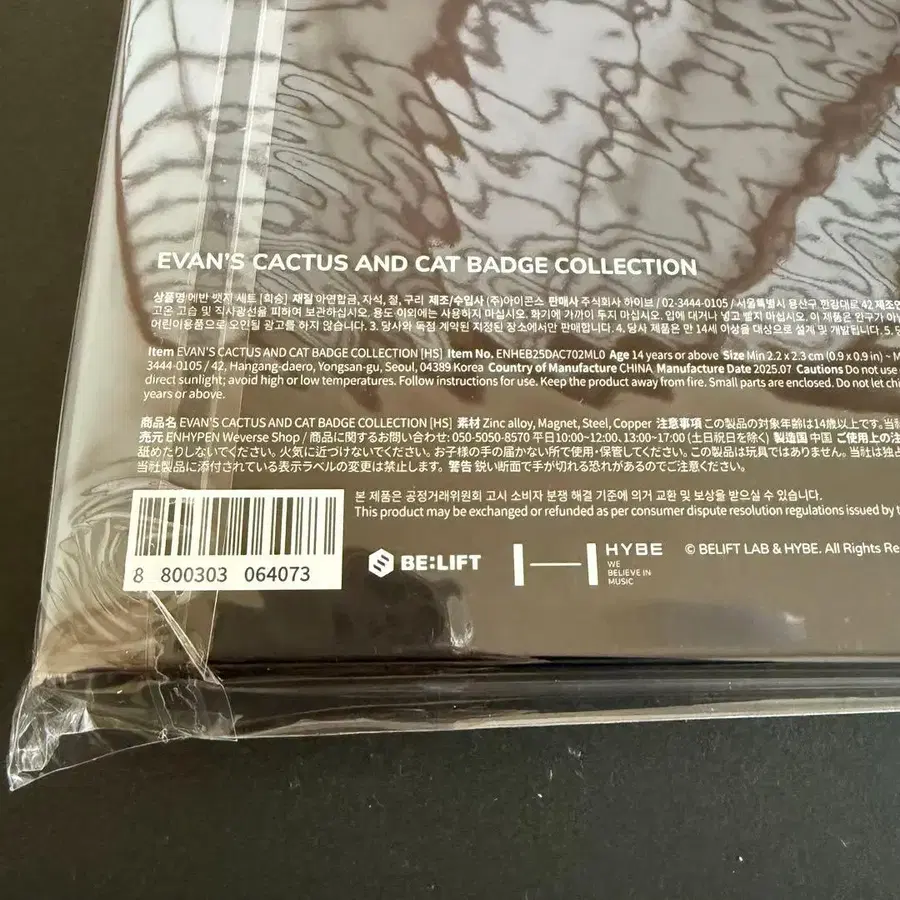 EVAN'S CACTUS AND CAT BADGE COLLECTION
상품명 에반 뱃지 세트 [희승] 재질 아연합금, 자석, 철, 구리 제조/수입사 (주)아이콘스 판매사 주식회사 하이브 / 02-3444-0105 / 서울특별시 용산구 한강대로 42 제조연
고온 고습 및 직사광선을 피하여 보관하십시오. 용도 이외에는 사용하지 마십시오. 화기에 가까이 두지 마십시오. 입에 대거나 넣고 빨지 마십시오. 이 제품은 완구가 아
어린이용품으로 오인될 광고를 하지 않습니다. 3. 당사와 독점 계약된 지정된 장소에서만 판매합니다. 4. 당사 제품은 만 14세 이상을 대상으로 설계 및 개발됩니다. 5.
Item EVAN'S CACTUS AND CAT BADGE COLLECTION [HS] Item No. ENHEB25DAC702ML0 Age 14 years or above Size Min 2.2 x 2.3 cm (0.9 x 0.9 in) ~ M
3444-0105 / 42, Hangang-daero, Yongsan-gu, Seoul, 04389 Korea Country of Manufacture CHINA Manufacture Date 2025.07 Cautions Do not use
direct sunlight; avoid high or low temperatures. Follow instructions for use. Keep the product away from fire. Small parts are enclosed. Do not let chi
years or above.
商品名 EVAN'S CACTUS AND CAT BADGE COLLECTION [HS] 素材 Zinc alloy, Magnet, Steel, Copper 注意事項 この製品の対象年齢は14歳以上です。当
売元 ENHYPEN Weverse Shop / 商品に関するお問い合わせ: 050-5050-8570 平日10:00~12:00、13:00~17:00 (土日祝日を除く) 製造国 中国 ご使用上の注
舐めたりしないでください。火気に近づけないでください。お子様の手の届かない所で使用・保管してください。この製品は玩具ではありません。当社は独占
当社製品に添付されている表示ラベルの変更は禁止します。警告 鋭い断面で手が切れる恐れがあるのでご注意ください。
본 제품은 공정거래위원회 고시 소비자 분쟁 해결 기준에 의거 교환 및 보상을 받으실 수 있습니다.
This product may be exchanged or refunded as per consumer dispute resolution regulations issued by t
8 800303 064073
BE:LIFT
HYBE
WE
BELIEVE IN
MUSIC
© BELIFT LAB & HYBE. All Rights Re